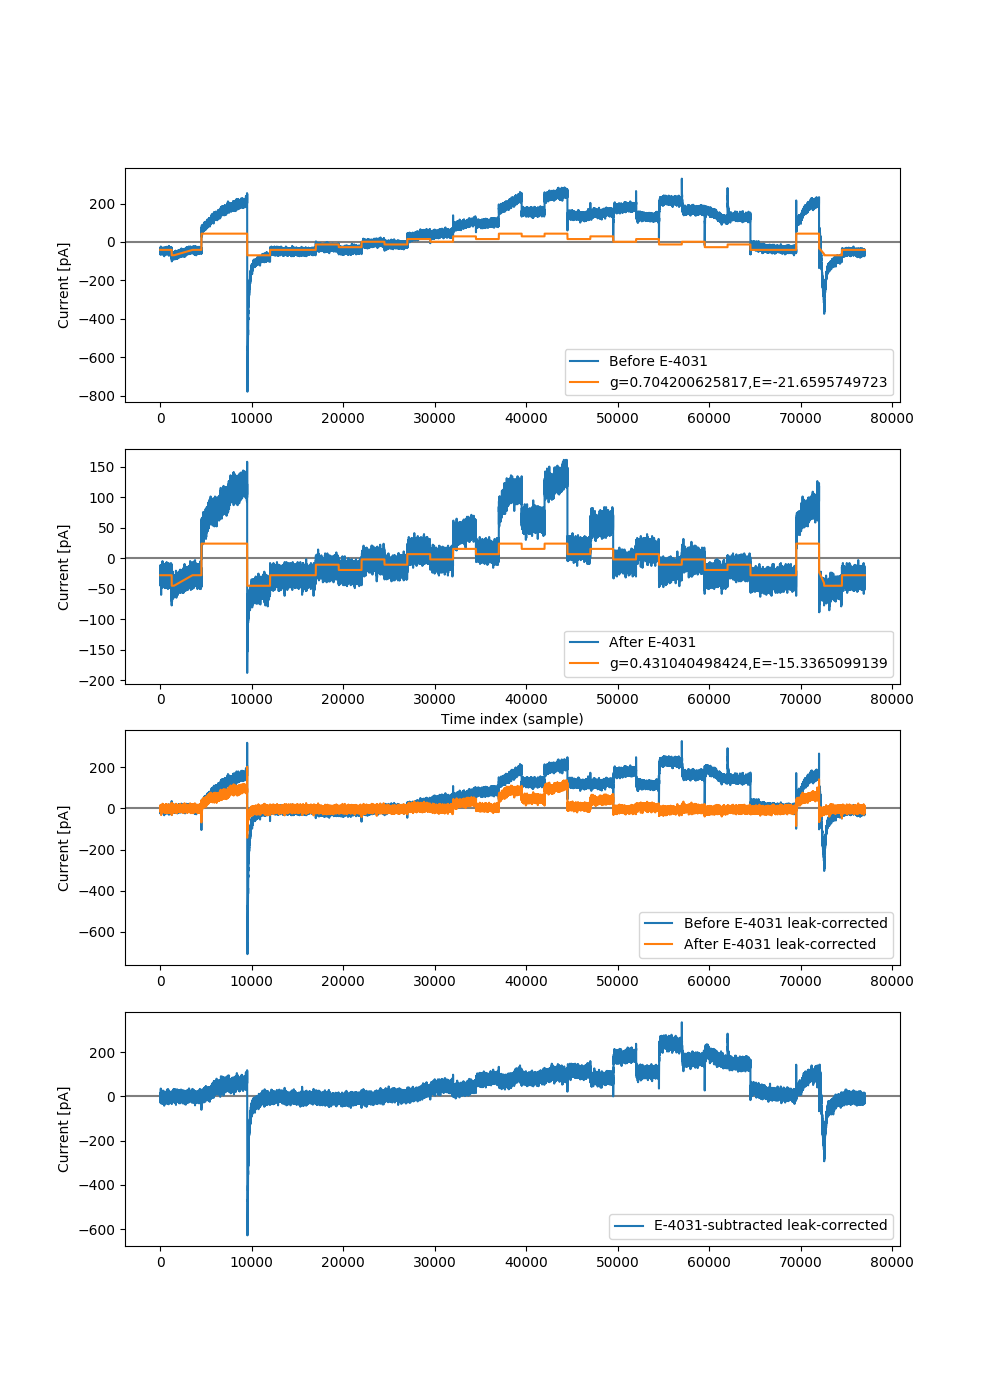 200
0
−200
−400
−600
−800
Current [pA]
Before E-4031
g=0.704200625817,E=-21.6595749723
0 10000 20000 30000 40000 50000 60000 70000 80000
150
100
50
0
−50
−100
−150
−200
Current [pA]
After E-4031
g=0.431040498424,E=-15.3365099139
0 10000 20000 30000 40000 50000 60000 70000 80000
Time index (sample)
200
0
−200
−400
−600
Current [pA]
Before E-4031 leak-corrected
After E-4031 leak-corrected
0 10000 20000 30000 40000 50000 60000 70000 80000
200
0
−200
−400
−600
Current [pA]
E-4031-subtracted leak-corrected
0 10000 20000 30000 40000 50000 60000 70000 80000